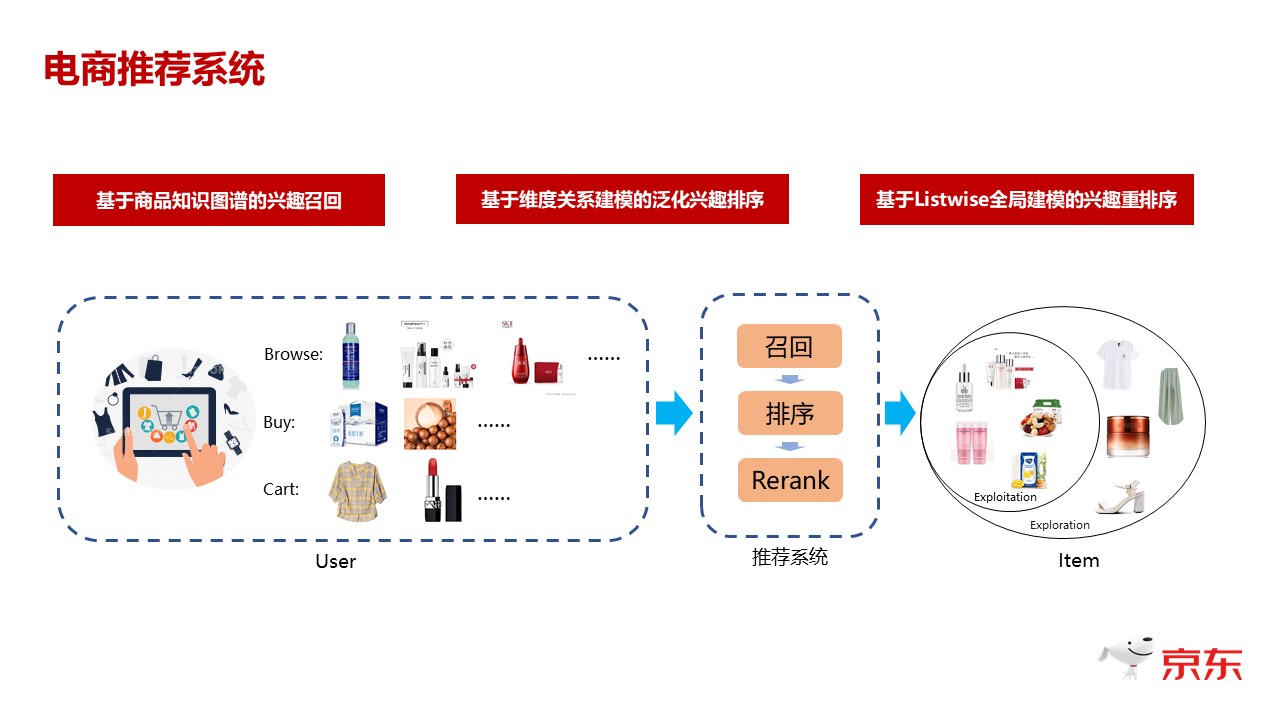 电商推荐系统
基于商品知识图谱的兴趣召回
基于维度关系建模的泛化兴趣排序
基于Listwise全局建模的兴趣重排序
Browse:
SK-II
......
Buy:
......
Cart:
......
User
召回
排序
Rerank
推荐系统
Exploitation
Exploration
Item
京东